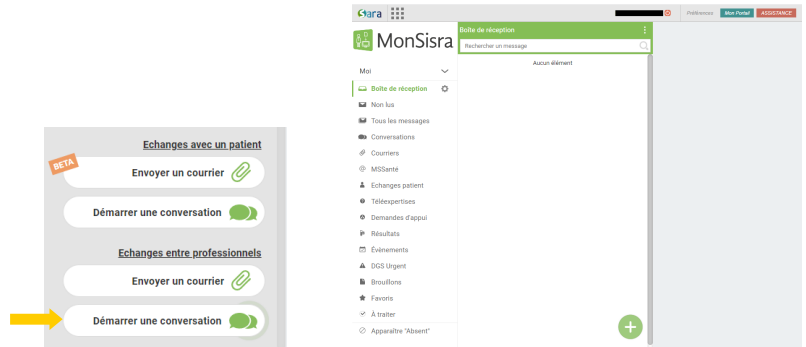 Echanges avec un patient
BETA
Envoyer un courrier
Démarrer une conversation
Echanges entre professionnels
Envoyer un courrier
Démarrer une conversation
Sara
Préférences
Mon Portail
ASSISTANCE
MonSisra
Boîte de réception
Rechercher un message
Aucun élément
Moi
Boîte de réception
Non lus
Tous les messages
Conversations
Courriers
MSSanté
Echanges patient
Téléexpertises
Demandes d'appui
Résultats
Évènements
DGS Urgent
Brouillons
Favoris
À traiter
Apparaître "Absent"